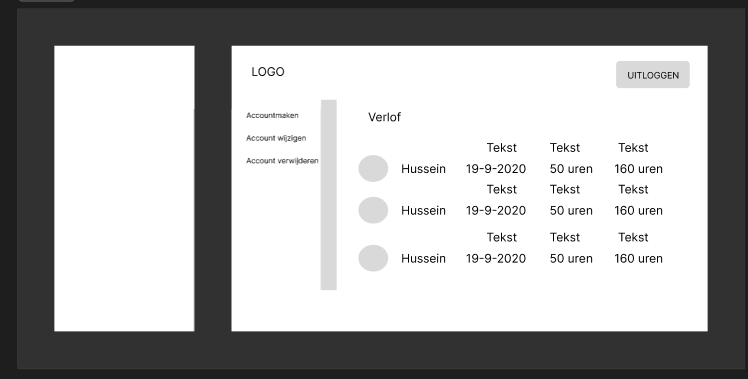 LOGO
UITLOGGEN
Accountmaken
Account wijzigen
Account verwijderen
Verlof
Tekst Tekst Tekst
Hussein 19-9-2020 50 uren 160 uren
Tekst Tekst Tekst
Hussein 19-9-2020 50 uren 160 uren
Tekst Tekst Tekst
Hussein 19-9-2020 50 uren 160 uren